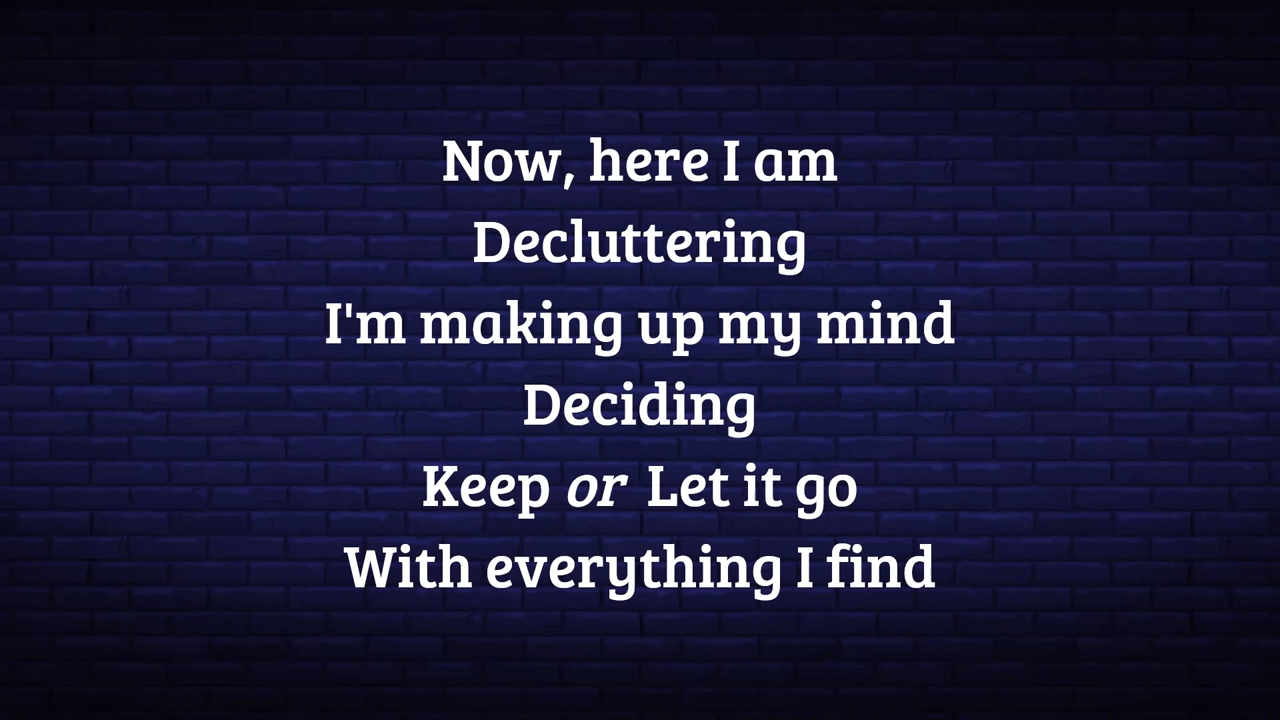 Now, here I am
Decluttering
I'm making up my mind
Deciding
Keep or Let it go
With everything I find